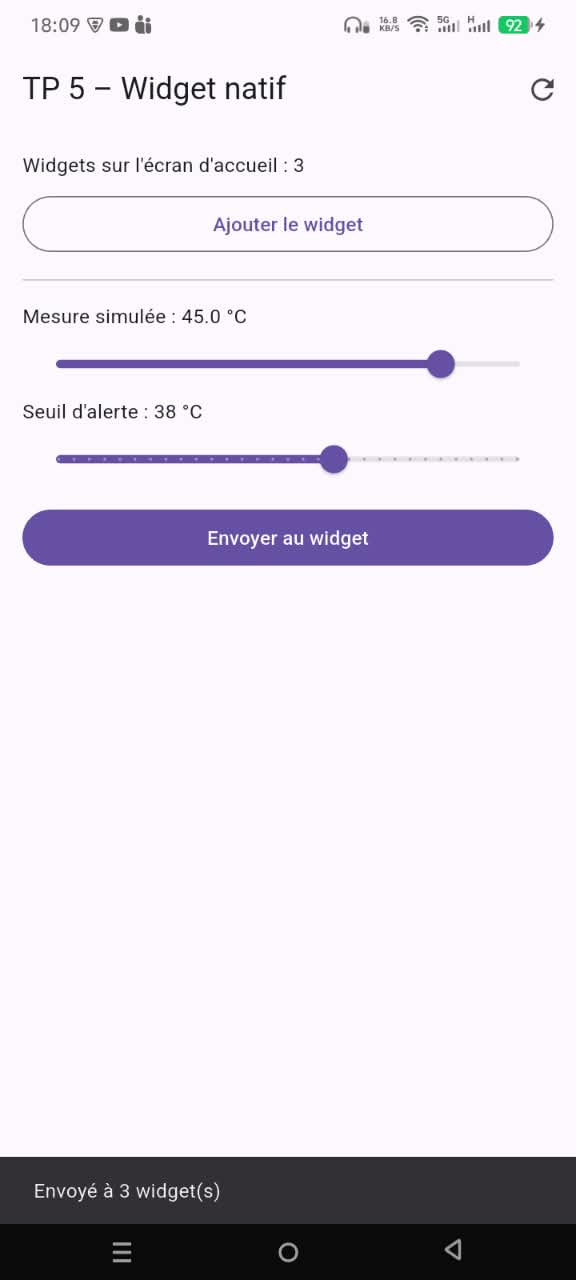 18:09
16.8
KB/S
5G
H
92
TP 5 – Widget natif
Widgets sur l'écran d'accueil : 3
Ajouter le widget
Mesure simulée : 45.0 °C
Seuil d'alerte : 38 °C
Envoyer au widget
Envoyé à 3 widget(s)